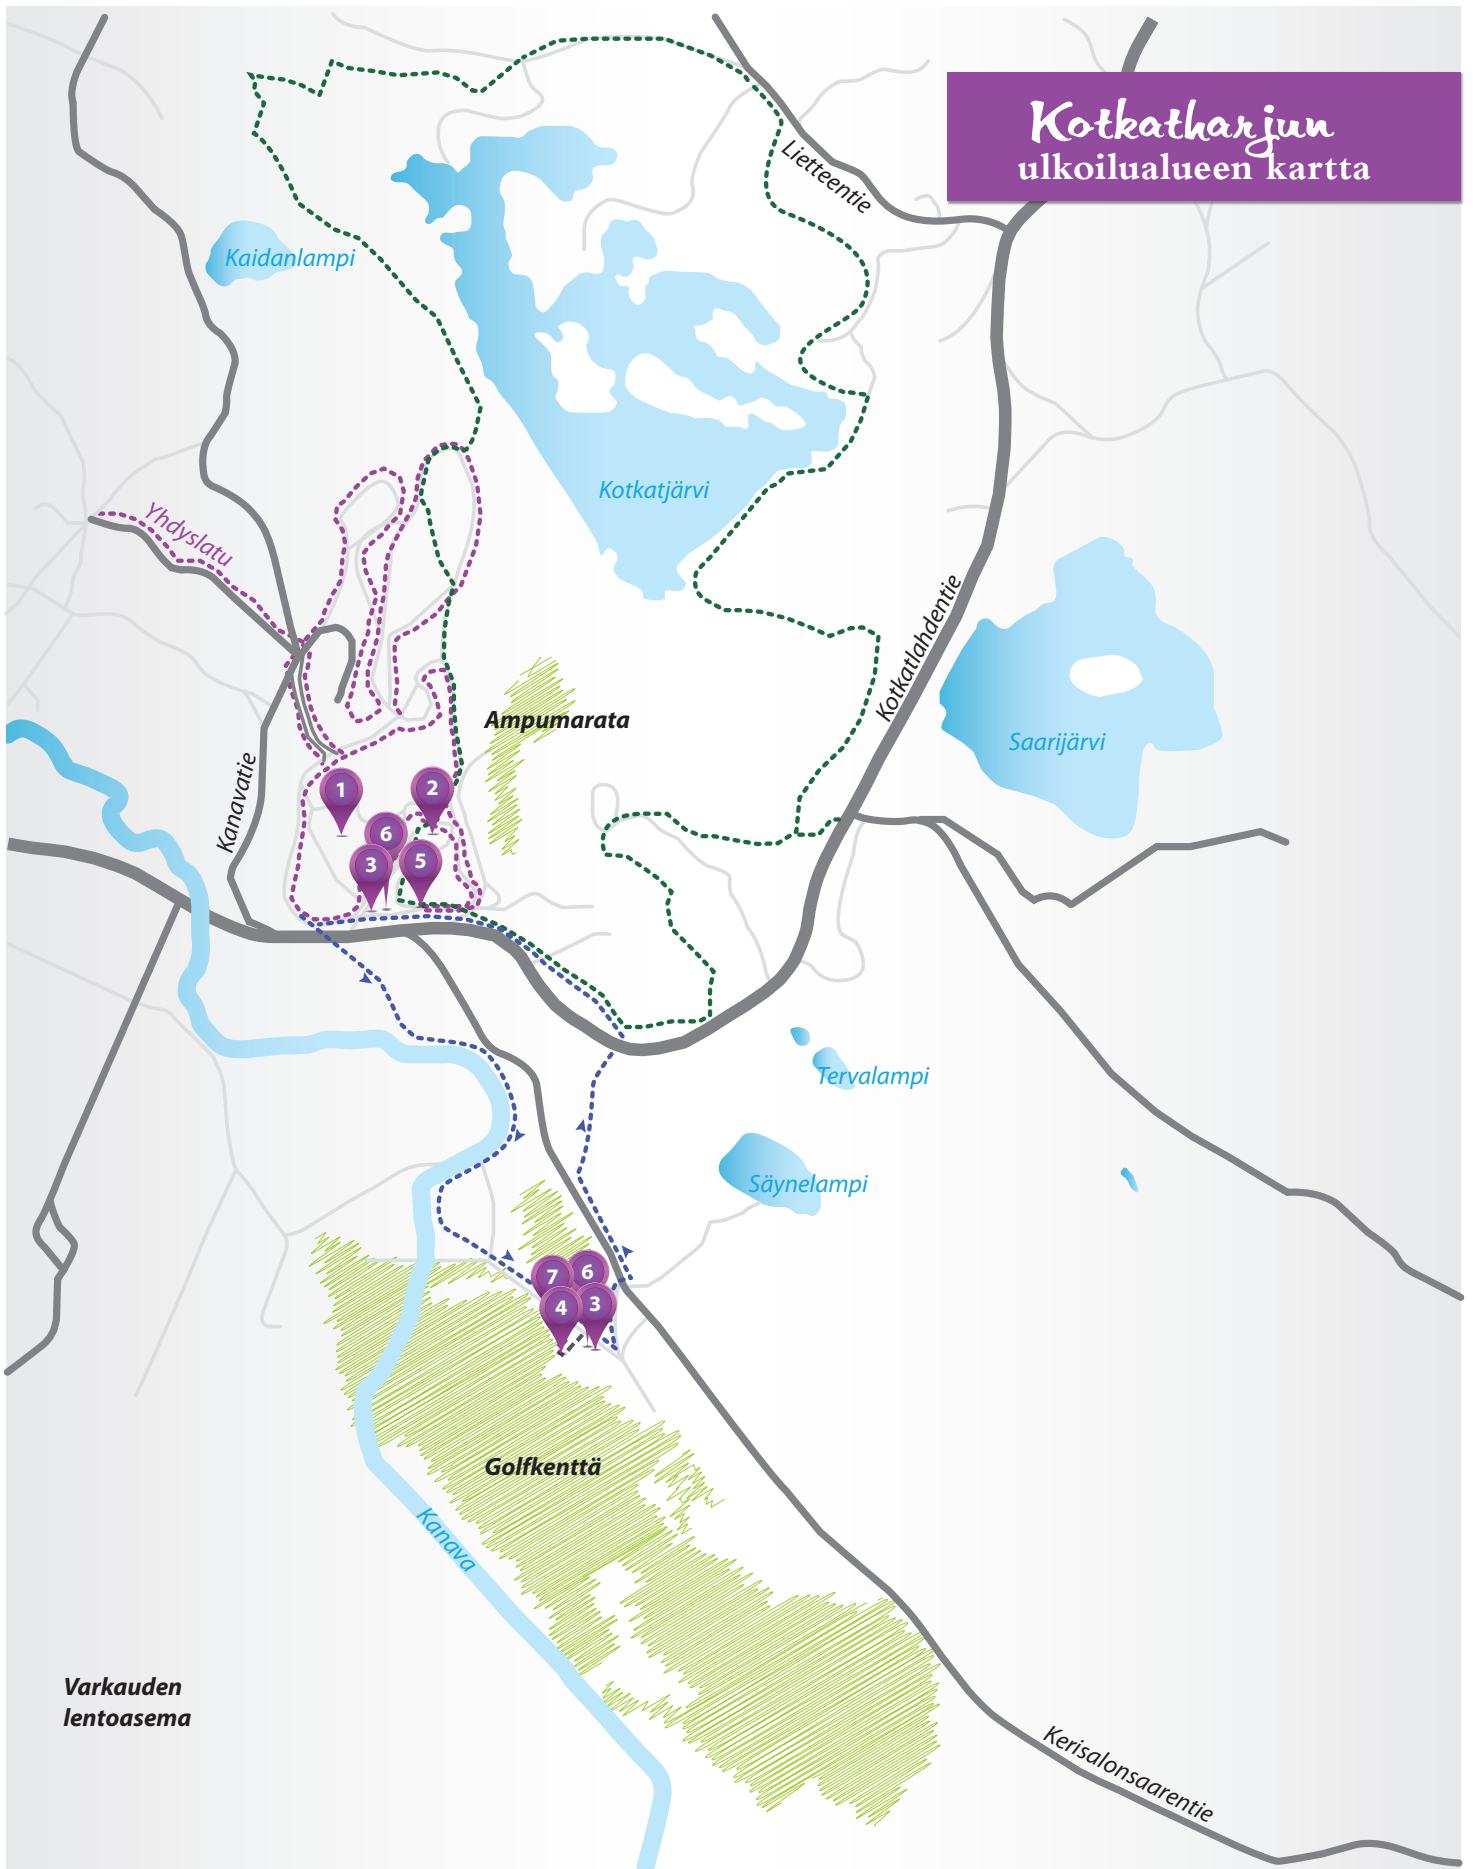 Kotkatharjun
ulkoilualueen kartta
Lietteentie
Kaidanlampi
Kotkatjärvi
Yhdyslatu
Kotkatlahdentie
Ampumarata
Saarijärvi
Kanavatie
1
2
6
3
5
Tervalampi
Säynelampi
7
6
4
3
Golfkenttä
Kanava
Varkauden
lentoasema
Kerisalonsaarentie